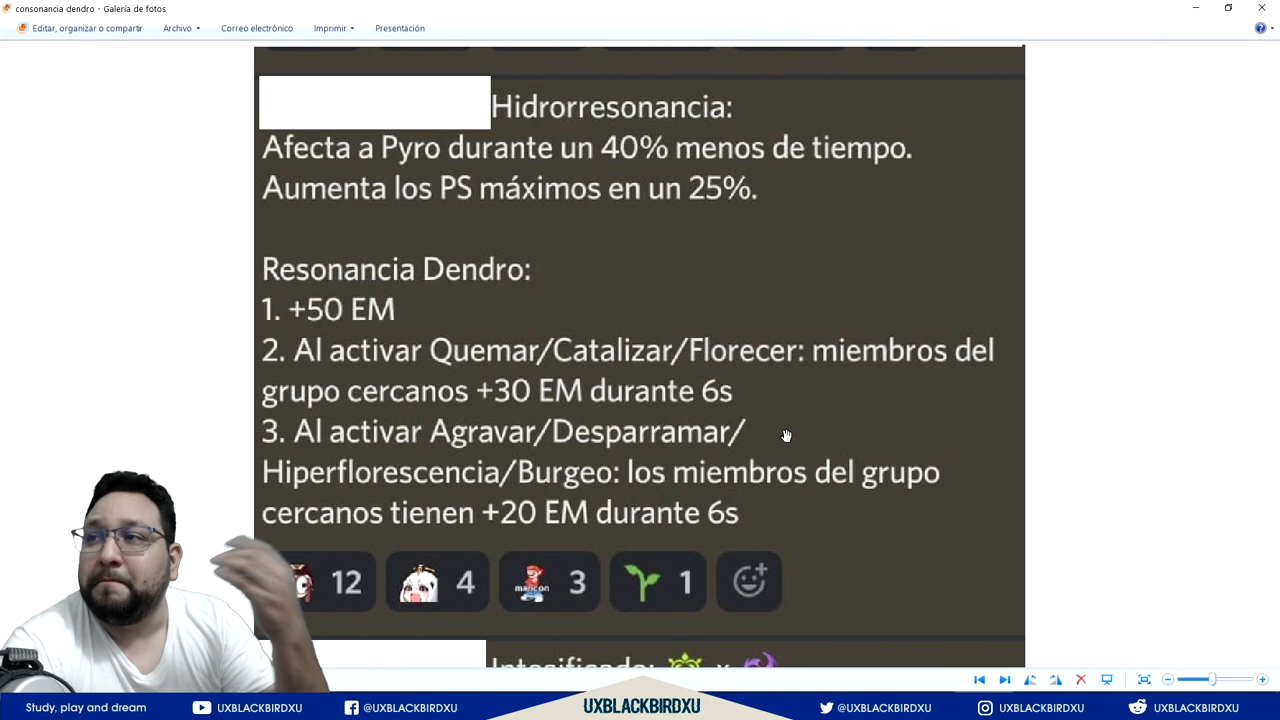 consonancia dendro - Galería de fotos
Editar, organizar o compartir Archivo Correo electrónico Imprimir Presentación
Hidrorresonancia:
Afecta a Pyro durante un 40% menos de tiempo.
Aumenta los PS máximos en un 25%.
Resonancia Dendro:
1. +50 EM
2. Al activar Quemar/Catalizar/Florecer: miembros del
grupo cercanos +30 EM durante 6s
3. Al activar Agravar/Desparramar/
Hiperflorescencia/Burgeo: los miembros del grupo
cercanos tienen +20 EM durante 6s
12 4 maricon 3 1
Intesificado: x
Study, play and dream UXBLACKBIRDXU @UXBLACKBIRDXU UXBLACKBIRDXU @UXBLACKBIRDXU UXBLACKBIRDXU UXBLACKBIRDXU